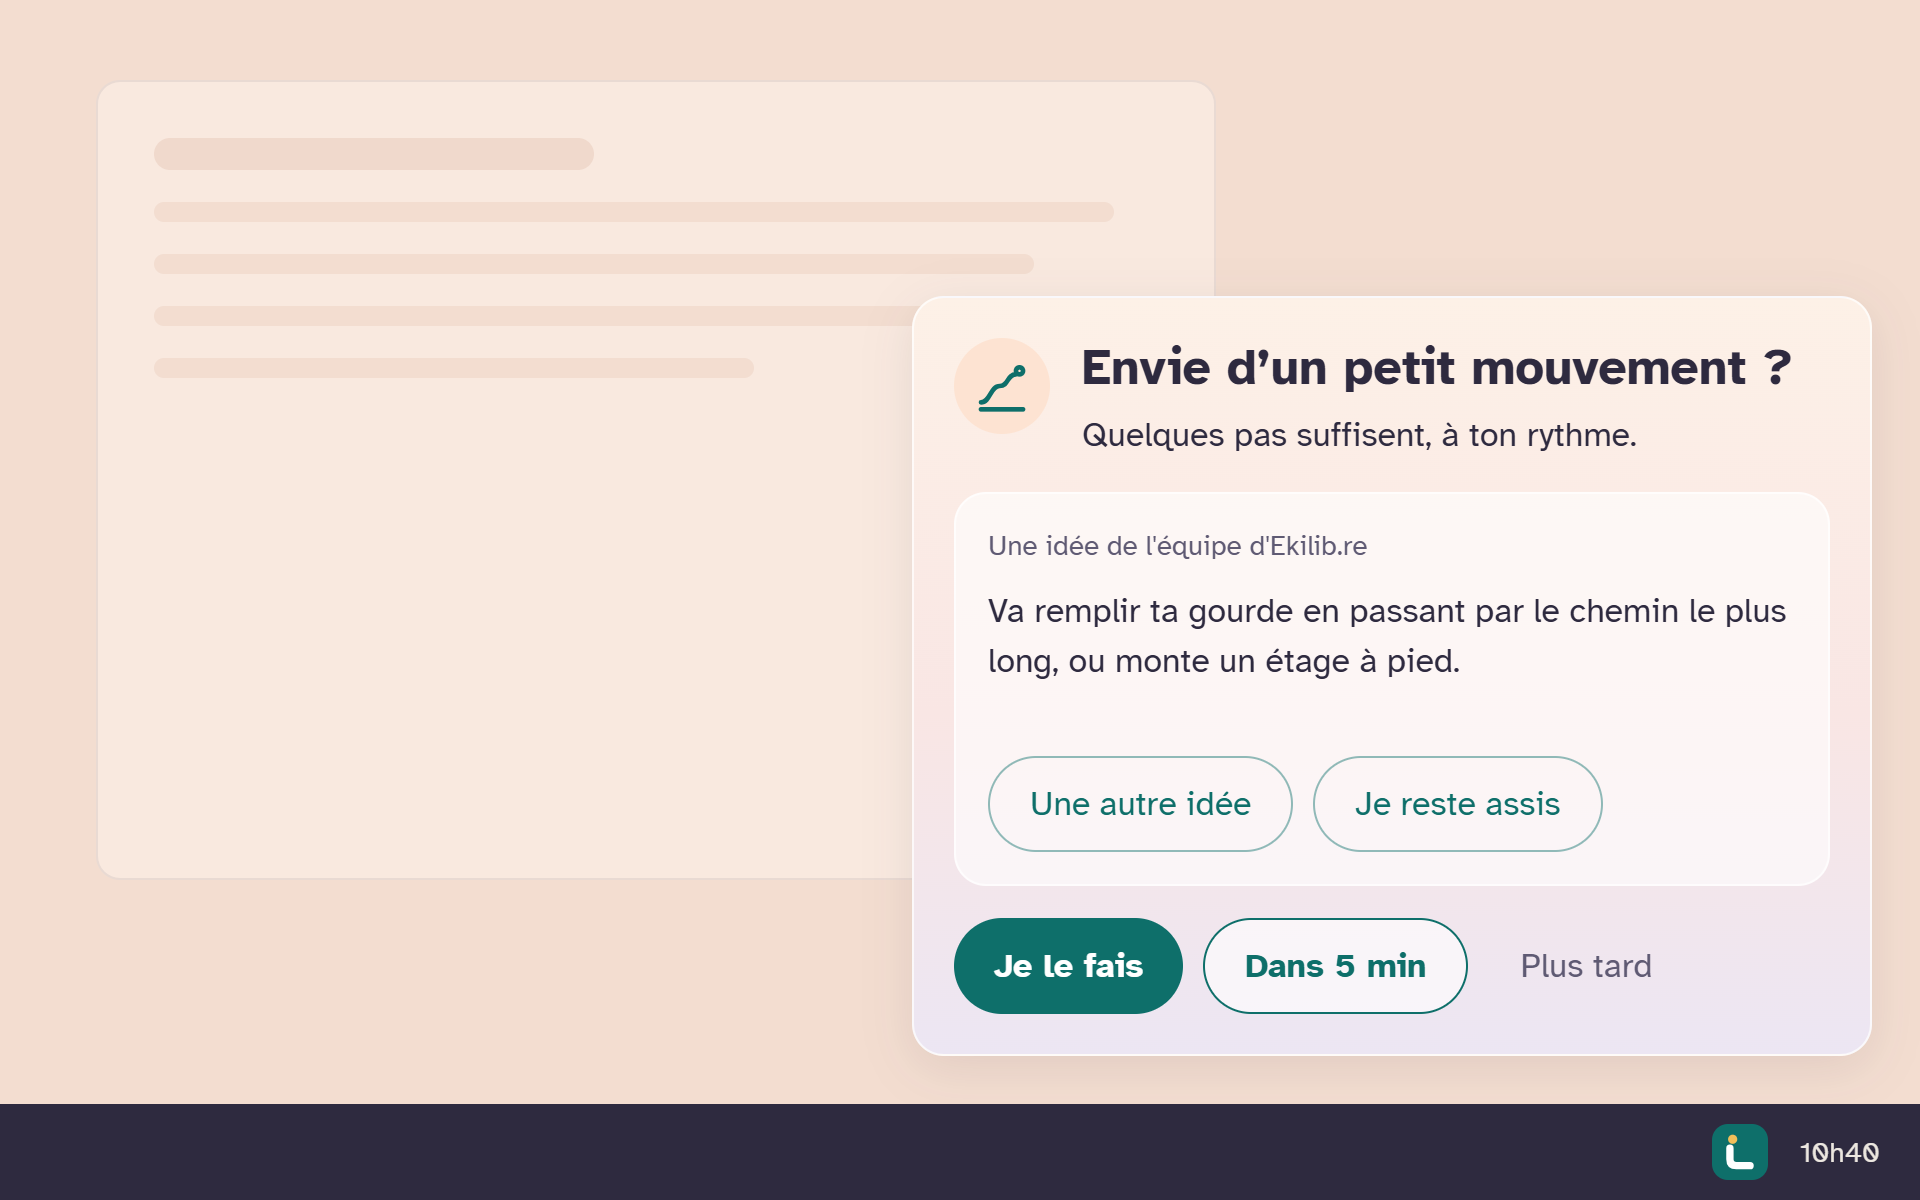 Envie d’un petit mouvement ?
Quelques pas suffisent, à ton rythme.
Une idée de l'équipe d'Ekilib.re
Va remplir ta gourde en passant par le chemin le plus
long, ou monte un étage à pied.
Une autre idée
Je reste assis
Je le fais
Dans 5 min
Plus tard
10h40